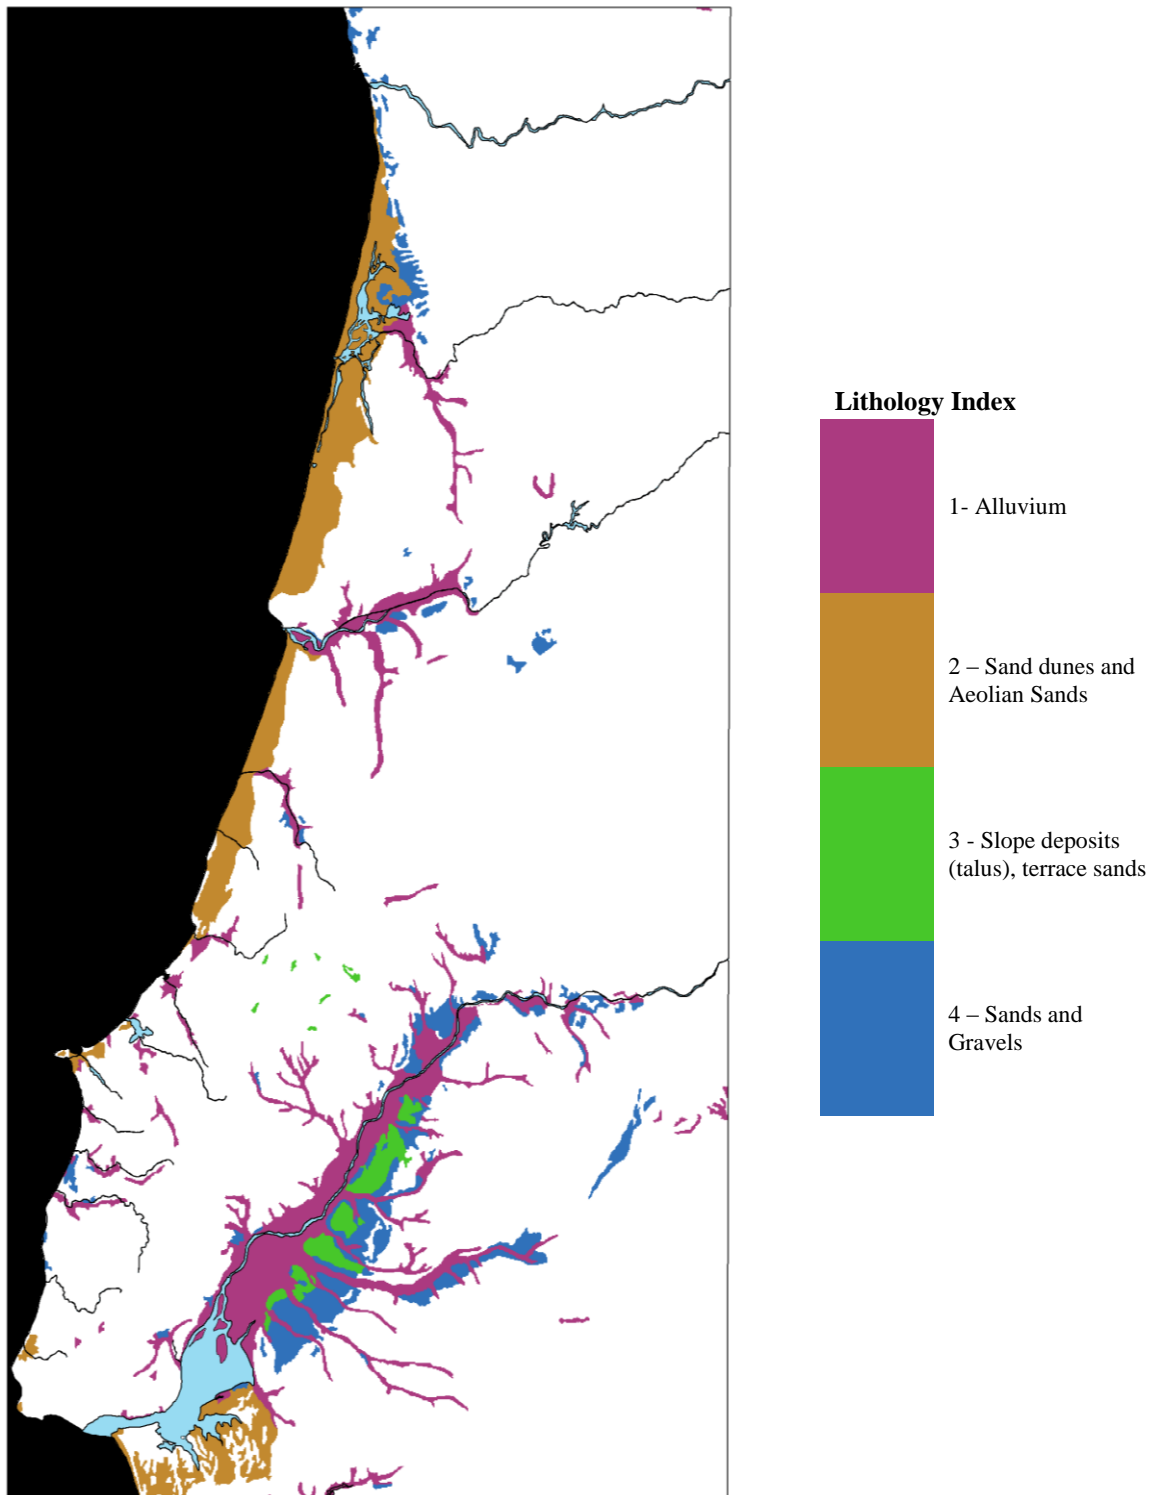 Lithology Index
1- Alluvium
2 – Sand dunes and
Aeolian Sands
3 - Slope deposits
(talus), terrace sands
4 – Sands and
Gravels